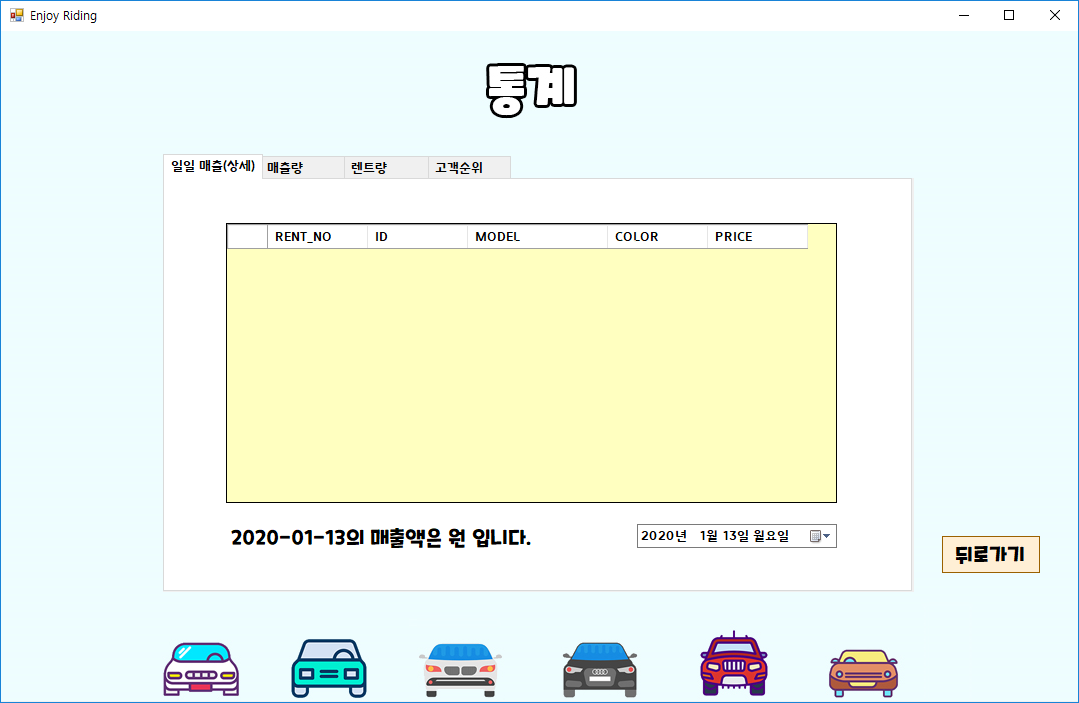 Enjoy Riding
통계
일일 매출(상세) 매출량 렌트량 고객순위
RENT_NO ID MODEL COLOR PRICE
2020-01-13의 매출액은 원 입니다.
2020년 1월 13일 월요일
뒤로가기